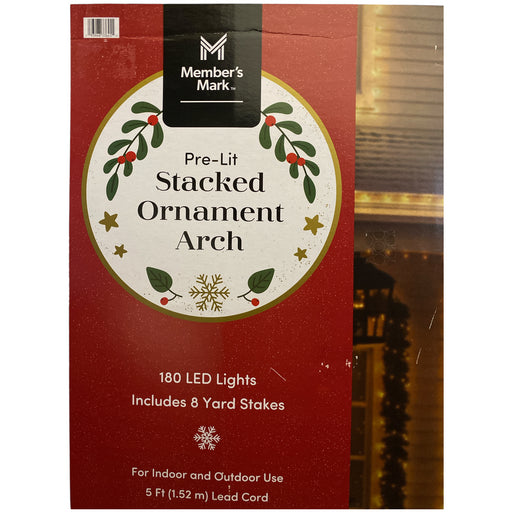 Member's
Mark™
Pre-Lit
Stacked
Ornament
Arch
180 LED Lights
Includes 8 Yard Stakes
For Indoor and Outdoor Use
5 Ft (1.52 m) Lead Cord